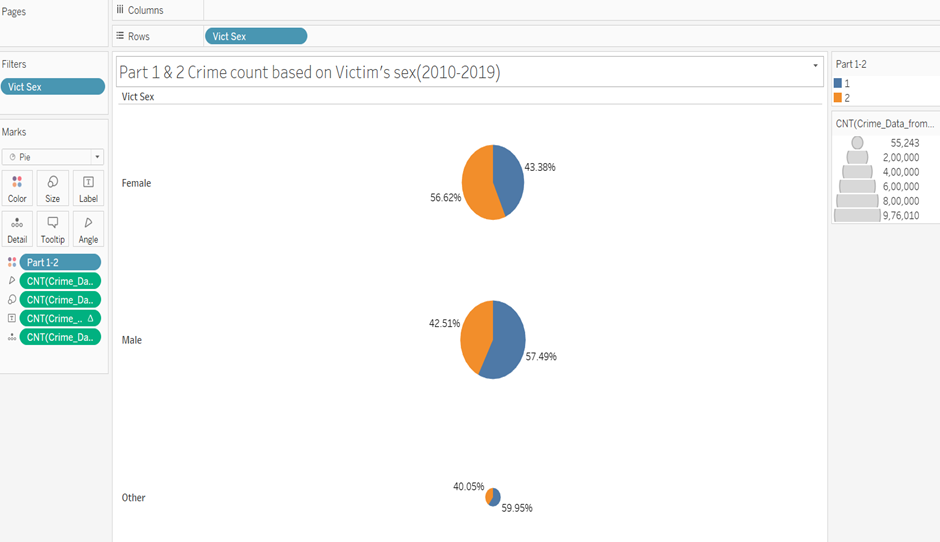 Pages
Columns
Rows
Vict Sex
Filters
Vict Sex
Marks
Pie
Color
Size
Label
Detail
Tooltip
Angle
Part 1-2
CNT(Crime_Da..
CNT(Crime_Da..
CNT(Crime_.. Δ
CNT(Crime_Da..
Part 1 & 2 Crime count based on Victim's sex(2010-2019)
Vict Sex
Female
43.38%
56.62%
Male
42.51%
57.49%
Other
40.05%
59.95%
Part 1-2
1
2
CNT(Crime_Data_from...
55,243
2,00,000
4,00,000
6,00,000
8,00,000
9,76,010